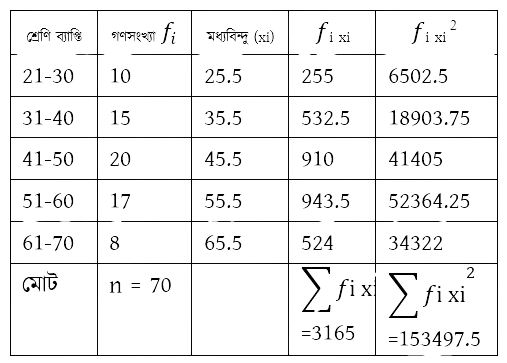 শ্রেণি ব্যাপ্তি গণসংখ্যা fi মধ্যবিন্দু (xi) f i xi f i xi²
21-30 10 25.5 255 6502.5
31-40 15 35.5 532.5 18903.75
41-50 20 45.5 910 41405
51-60 17 55.5 943.5 52364.25
61-70 8 65.5 524 34322
মোট n = 70 ∑ fi xi =3165 ∑ fi xi² =153497.5